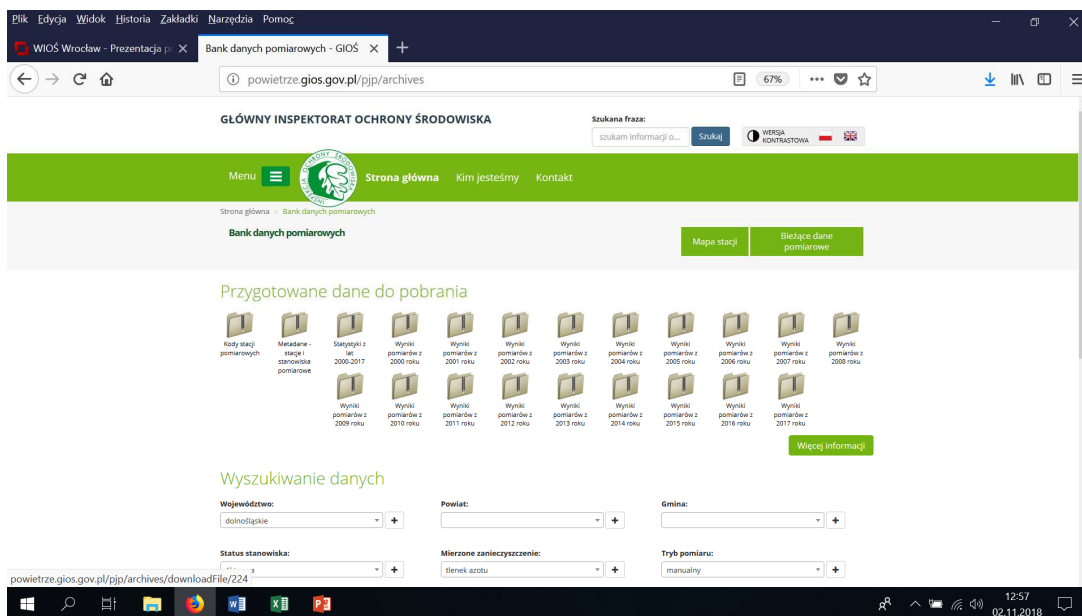 Plik Edycja Widok Historia Zakładki Narzędzia Pomoc
WIOŚ Wrocław - Prezentacja po
Bank danych pomiarowych - GIOŚ
powietrze.gios.gov.pl/pjp/archives
67%
GŁÓWNY INSPEKTORAT OCHRONY ŚRODOWISKA
Szukana fraza:
szukam informacji o...
Szukaj
WERSJA
KONTRASTOWA
Menu
INSPEKCJA OCHRONY ŚRODOWISKA
Strona główna Kim jesteśmy Kontakt
Strona główna » Bank danych pomiarowych
Bank danych pomiarowych
Mapa stacji
Bieżące dane
pomiarowe
Przygotowane dane do pobrania
Kody stacji
pomiarowych
Metadane -
stacje i
stanowiska
pomiarowe
Statystyki z
lat
2000-2017
Wyniki
pomiarów z
2000 roku
Wyniki
pomiarów z
2001 roku
Wyniki
pomiarów z
2002 roku
Wyniki
pomiarów z
2003 roku
Wyniki
pomiarów z
2004 roku
Wyniki
pomiarów z
2005 roku
Wyniki
pomiarów z
2006 roku
Wyniki
pomiarów z
2007 roku
Wyniki
pomiarów z
2008 roku
Wyniki
pomiarów z
2009 roku
Wyniki
pomiarów z
2010 roku
Wyniki
pomiarów z
2011 roku
Wyniki
pomiarów z
2012 roku
Wyniki
pomiarów z
2013 roku
Wyniki
pomiarów z
2014 roku
Wyniki
pomiarów z
2015 roku
Wyniki
pomiarów z
2016 roku
Wyniki
pomiarów z
2017 roku
Więcej informacji
Wyszukiwanie danych
Województwo:
dolnośląskie
Powiat:
Gmina:
Status stanowiska:
Mierzone zanieczyszczenie:
tlenek azotu
Tryb pomiaru:
manualny
powietrze.gios.gov.pl/pjp/archives/downloadFile/224
12:57
02.11.2018